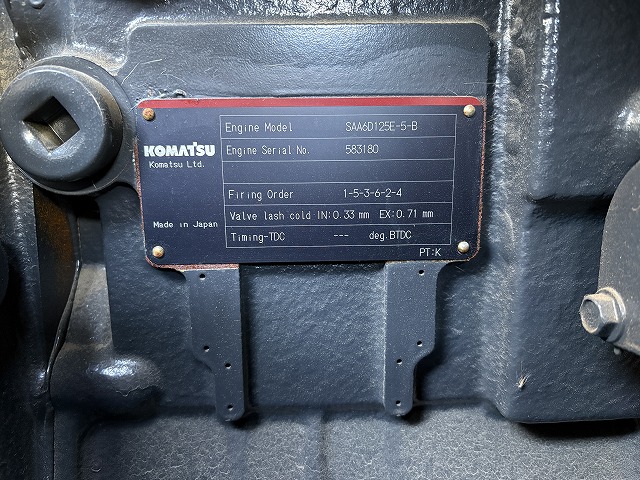 KOMATSU
Komatsu Ltd.
Made in Japan
Engine Model SAA6D125E-5-B
Engine Serial No. 583180
Firing Order 1-5-3-6-2-4
Valve lash cold IN:0.33 mm EX:0.71 mm
Timing-TDC --- deg.BTDC
PT:K